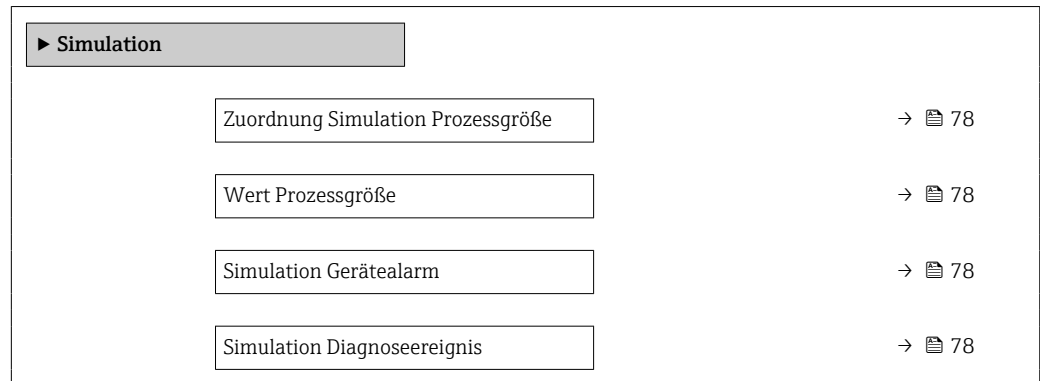 ▶ Simulation
Zuordnung Simulation Prozessgröße → 78
Wert Prozessgröße → 78
Simulation Gerätealarm → 78
Simulation Diagnoseereignis → 78